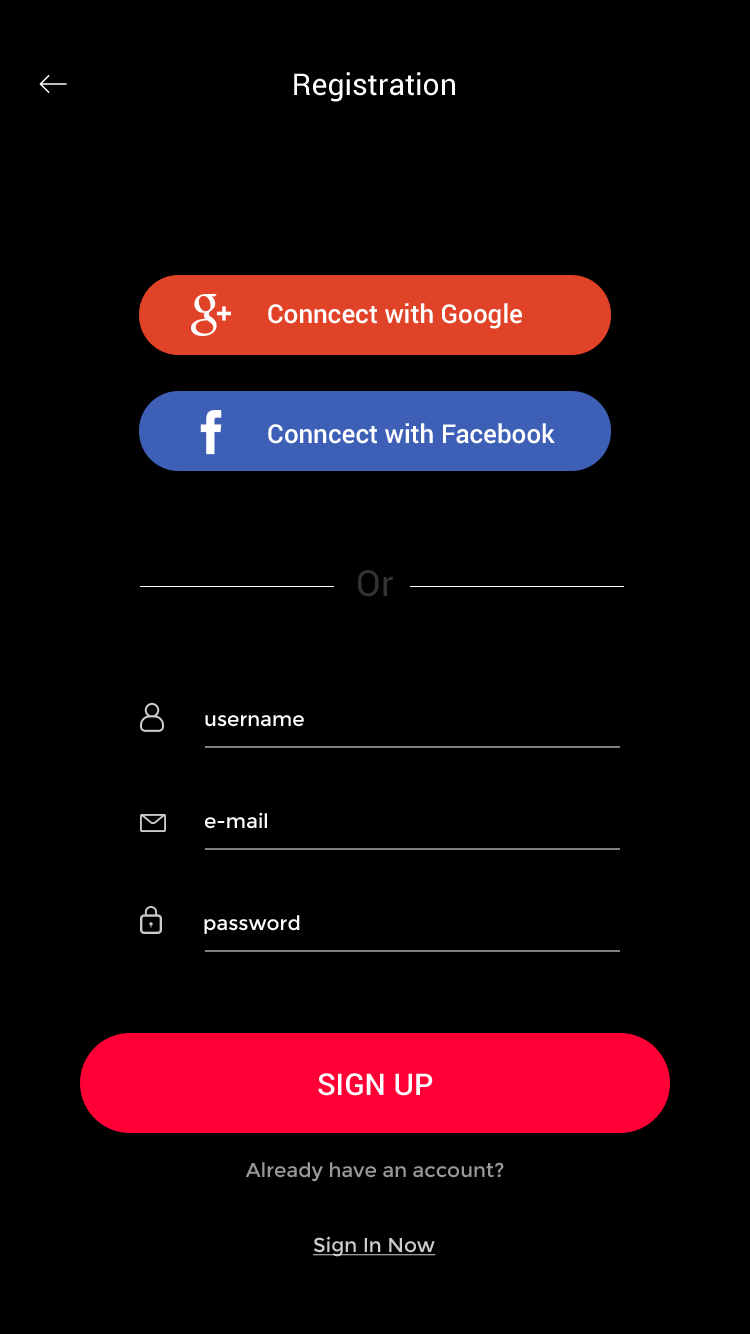 Registration
g+ Conncect with Google
f Conncect with Facebook
Or
username
e-mail
password
SIGN UP
Already have an account?
Sign In Now